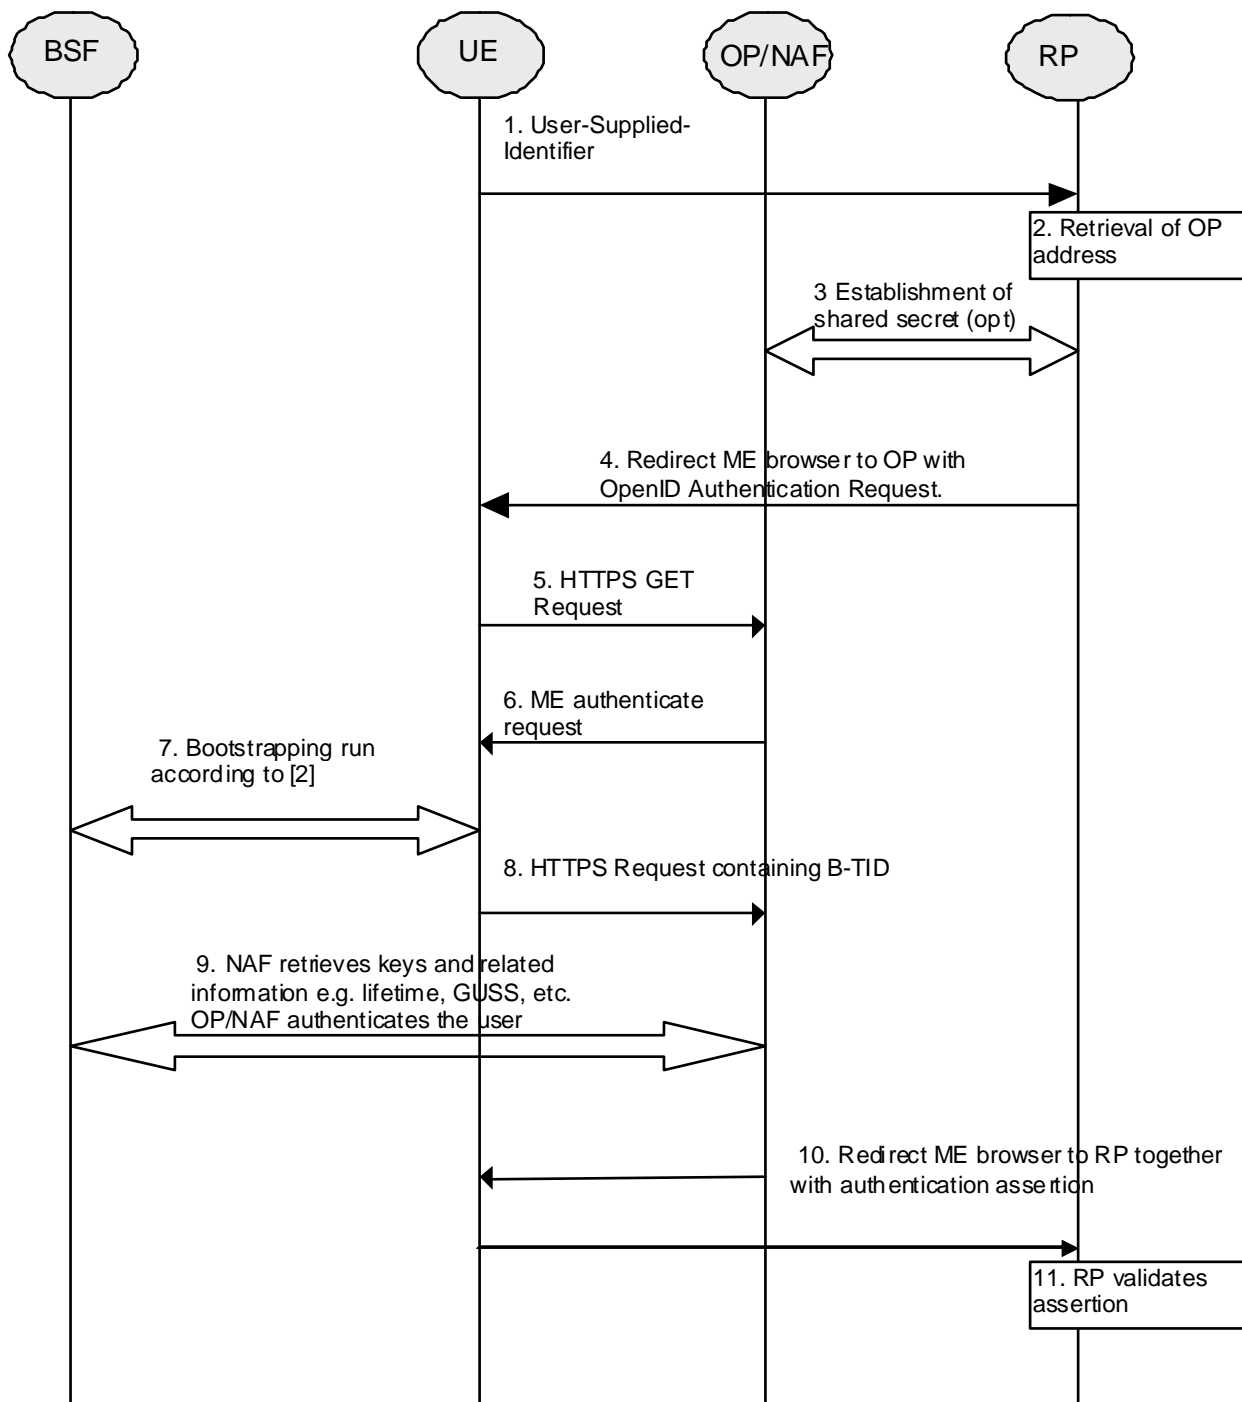 BSF
UE
OP/NAF
RP
1. User-Supplied-
Identifier
2. Retrieval of OP
address
3 Establishment of
shared secret (opt)
4. Redirect ME browser to OP with
OpenID Authentication Request.
5. HTTPS GET
Request
6. ME authenticate
request
7. Bootstrapping run
according to [2]
8. HTTPS Request containing B-TID
9. NAF retrieves keys and related
information e.g. lifetime, GUSS, etc.
OP/NAF authenticates the user
10. Redirect ME browser to RP together
with authentication assertion
11. RP validates
assertion